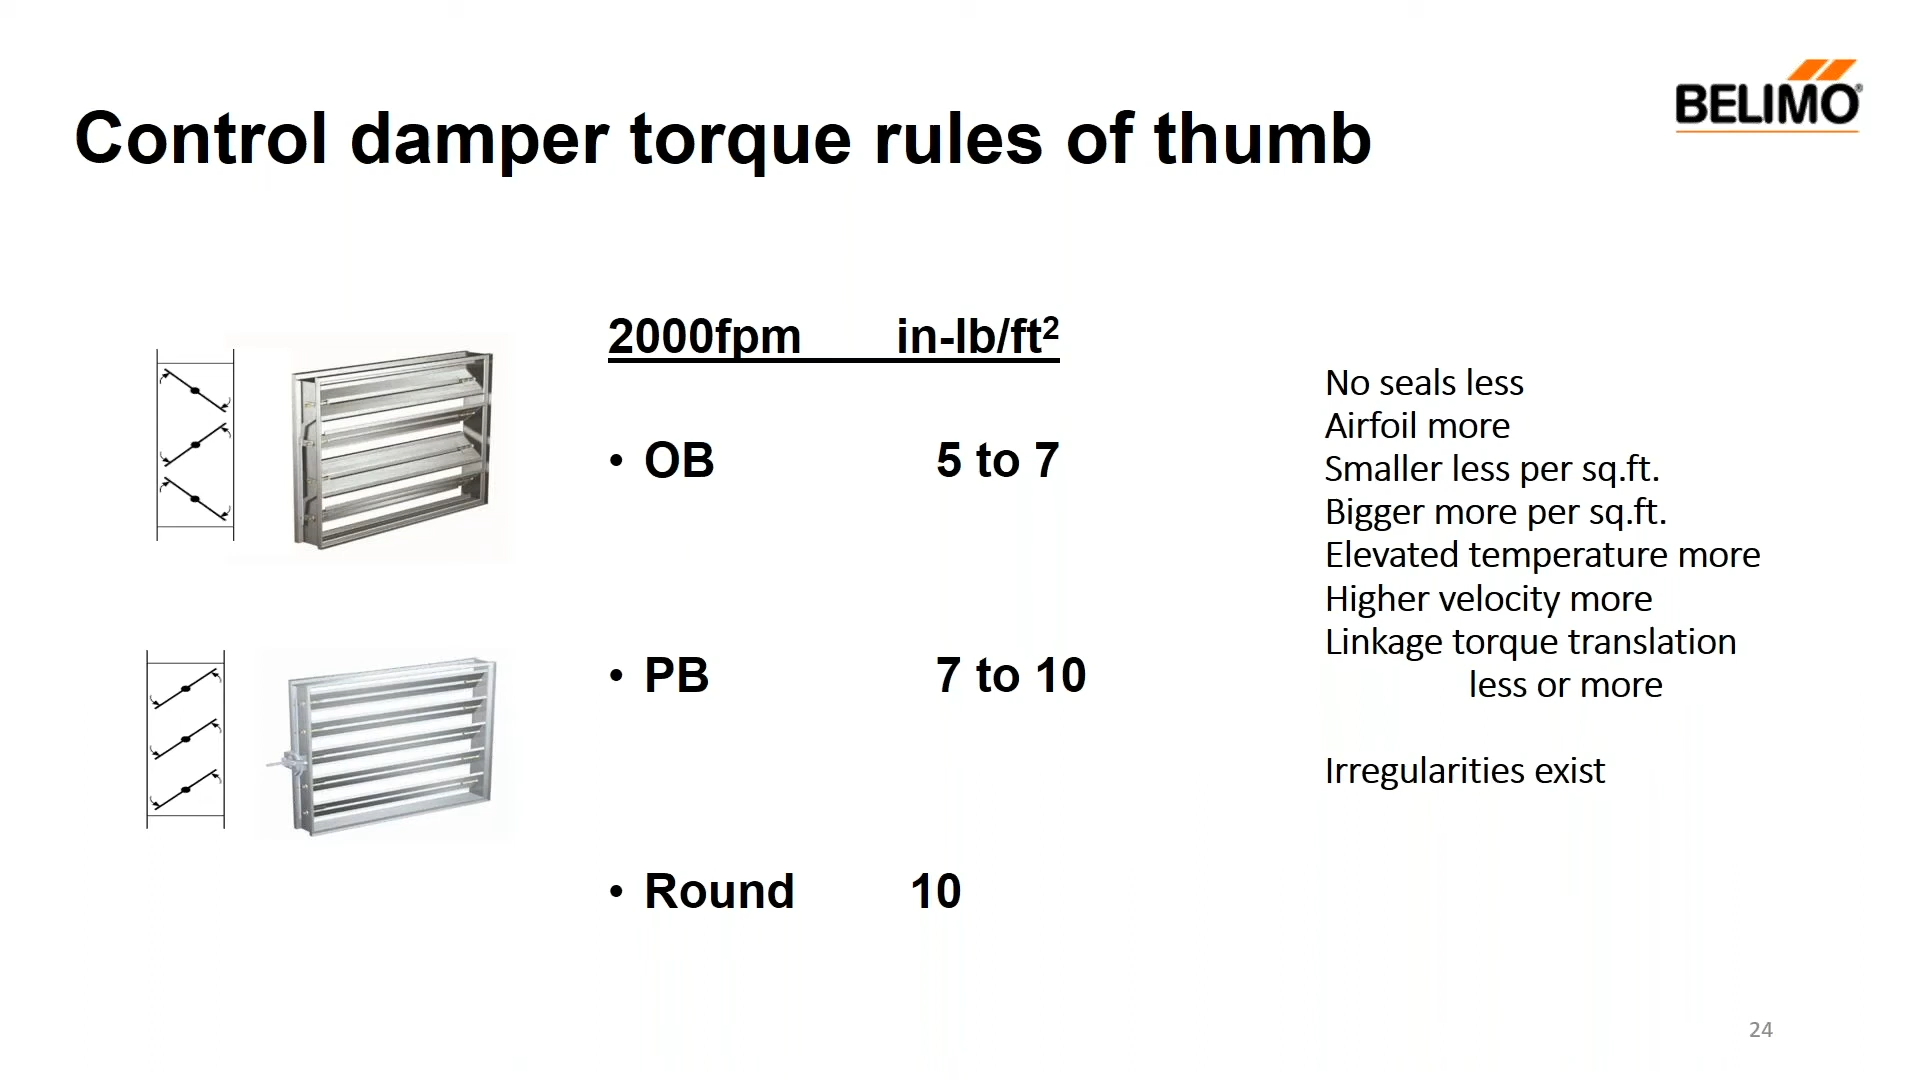 BELIMO®
Control damper torque rules of thumb
2000fpm in-lb/ft²
• OB 5 to 7
• PB 7 to 10
• Round 10
No seals less
Airfoil more
Smaller less per sq.ft.
Bigger more per sq.ft.
Elevated temperature more
Higher velocity more
Linkage torque translation
less or more
Irregularities exist
24